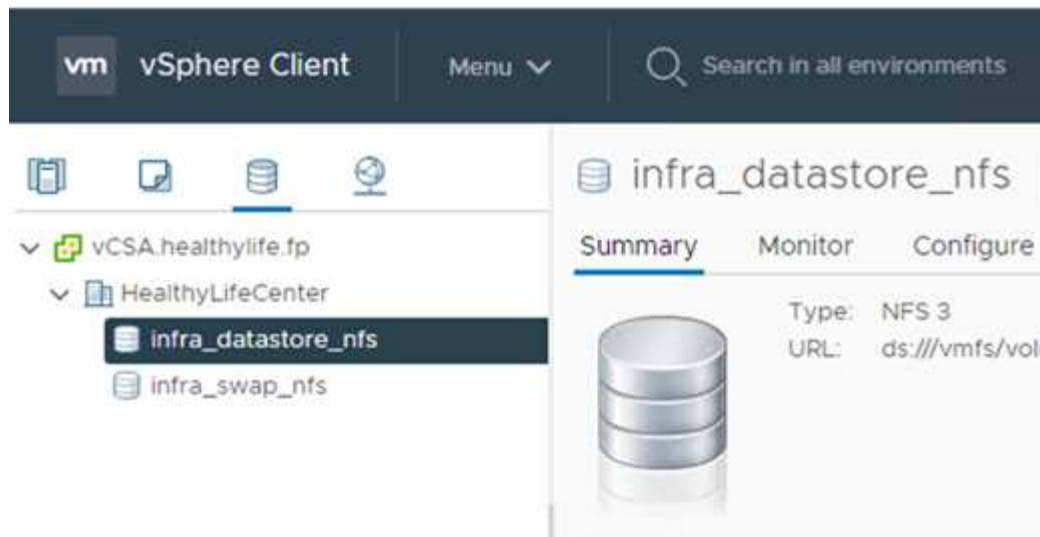 vm vSphere Client Menu Search in all environments
infra_datastore_nfs
Summary Monitor Configure
vCSA.healthylife.fp
HealthyLifeCenter
infra_datastore_nfs
infra_swap_nfs
Type: NFS 3
URL: ds:///vmfs/vol